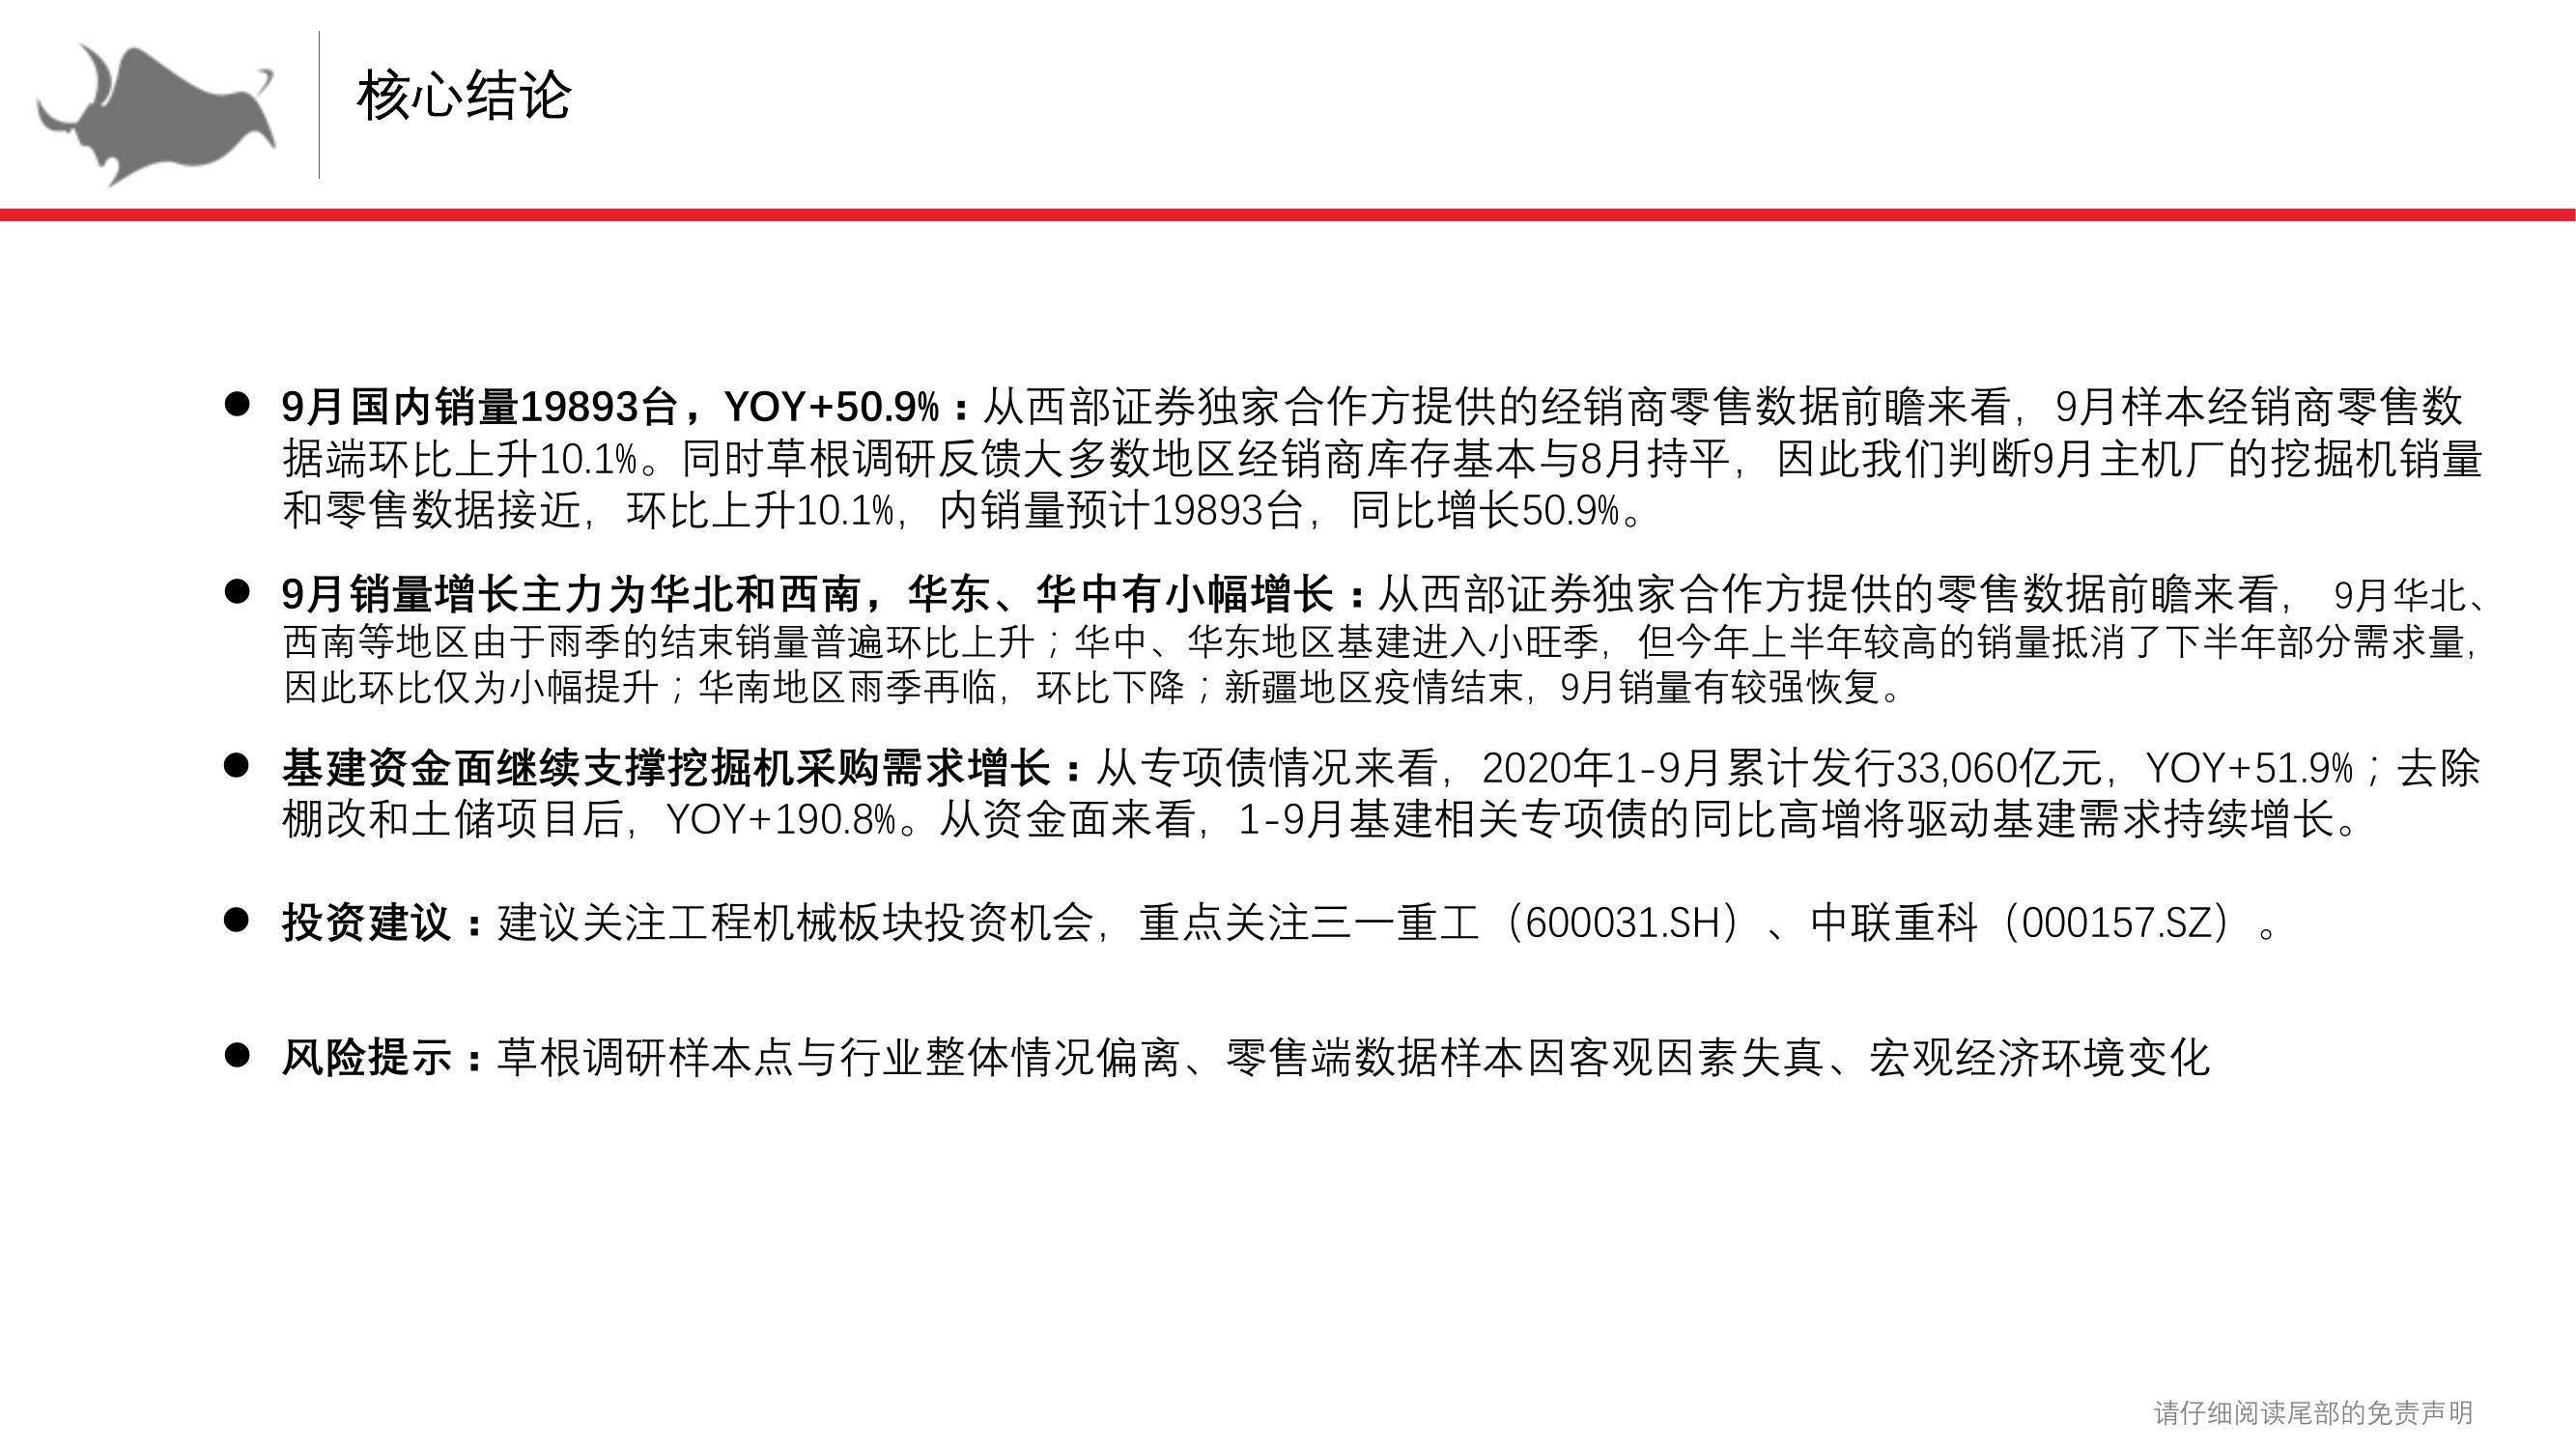 核心结论
● 9月国内销量19893台，YOY+50.9%：从西部证券独家合作方提供的经销商零售数据前瞻来看，9月样本经销商零售数
据端环比上升10.1%。同时草根调研反馈大多数地区经销商库存基本与8月持平，因此我们判断9月主机厂的挖掘机销量
和零售数据接近，环比上升10.1%，内销量预计19893台，同比增长50.9%。
● 9月销量增长主力为华北和西南，华东、华中有小幅增长：从西部证券独家合作方提供的零售数据前瞻来看， 9月华北、
西南等地区由于雨季的结束销量普遍环比上升；华中、华东地区基建进入小旺季，但今年上半年较高的销量抵消了下半年部分需求量，
因此环比仅为小幅提升；华南地区雨季再临，环比下降；新疆地区疫情结束，9月销量有较强恢复。
● 基建资金面继续支撑挖掘机采购需求增长：从专项债情况来看，2020年1-9月累计发行33,060亿元，YOY+51.9%；去除
棚改和土储项目后，YOY+190.8%。从资金面来看，1-9月基建相关专项债的同比高增将驱动基建需求持续增长。
● 投资建议：建议关注工程机械板块投资机会，重点关注三一重工（600031.SH）、中联重科（000157.SZ）。
● 风险提示：草根调研样本点与行业整体情况偏离、零售端数据样本因客观因素失真、宏观经济环境变化
请仔细阅读尾部的免责声明